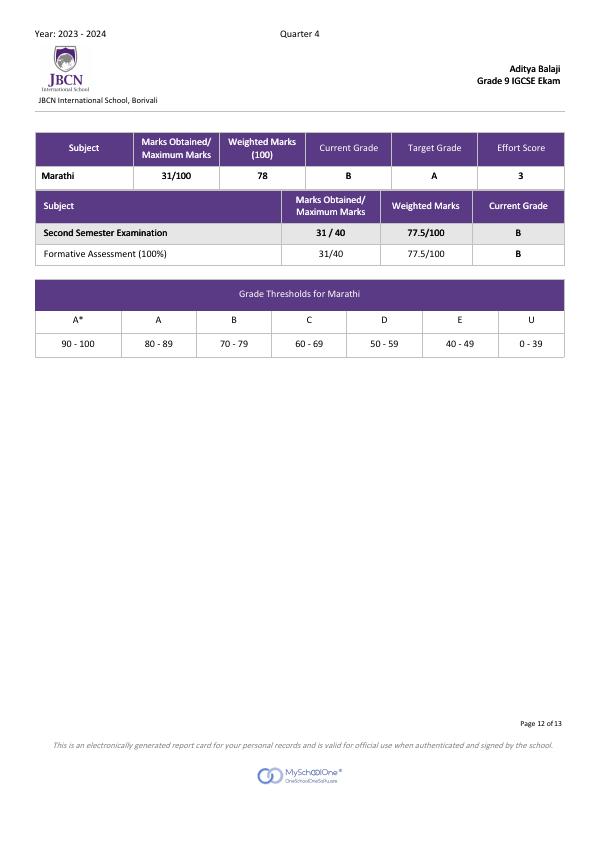 Year: 2023 - 2024 Quarter 4
JBCN
International School
Aditya Balaji
Grade 9 IGCSE Ekam
JBCN International School, Borivali
Subject Marks Obtained/ Maximum Marks Weighted Marks (100) Current Grade Target Grade Effort Score
Marathi 31/100 78 B A 3
Subject Marks Obtained/ Maximum Marks Weighted Marks Current Grade
Second Semester Examination 31 / 40 77.5/100 B
Formative Assessment (100%) 31/40 77.5/100 B
Grade Thresholds for Marathi
A* A B C D E U
90 - 100 80 - 89 70 - 79 60 - 69 50 - 59 40 - 49 0 - 39
Page 12 of 13
This is an electronically generated report card for your personal records and is valid for official use when authenticated and signed by the school.
MySchoolOne®
OneSchoolOneSoftware